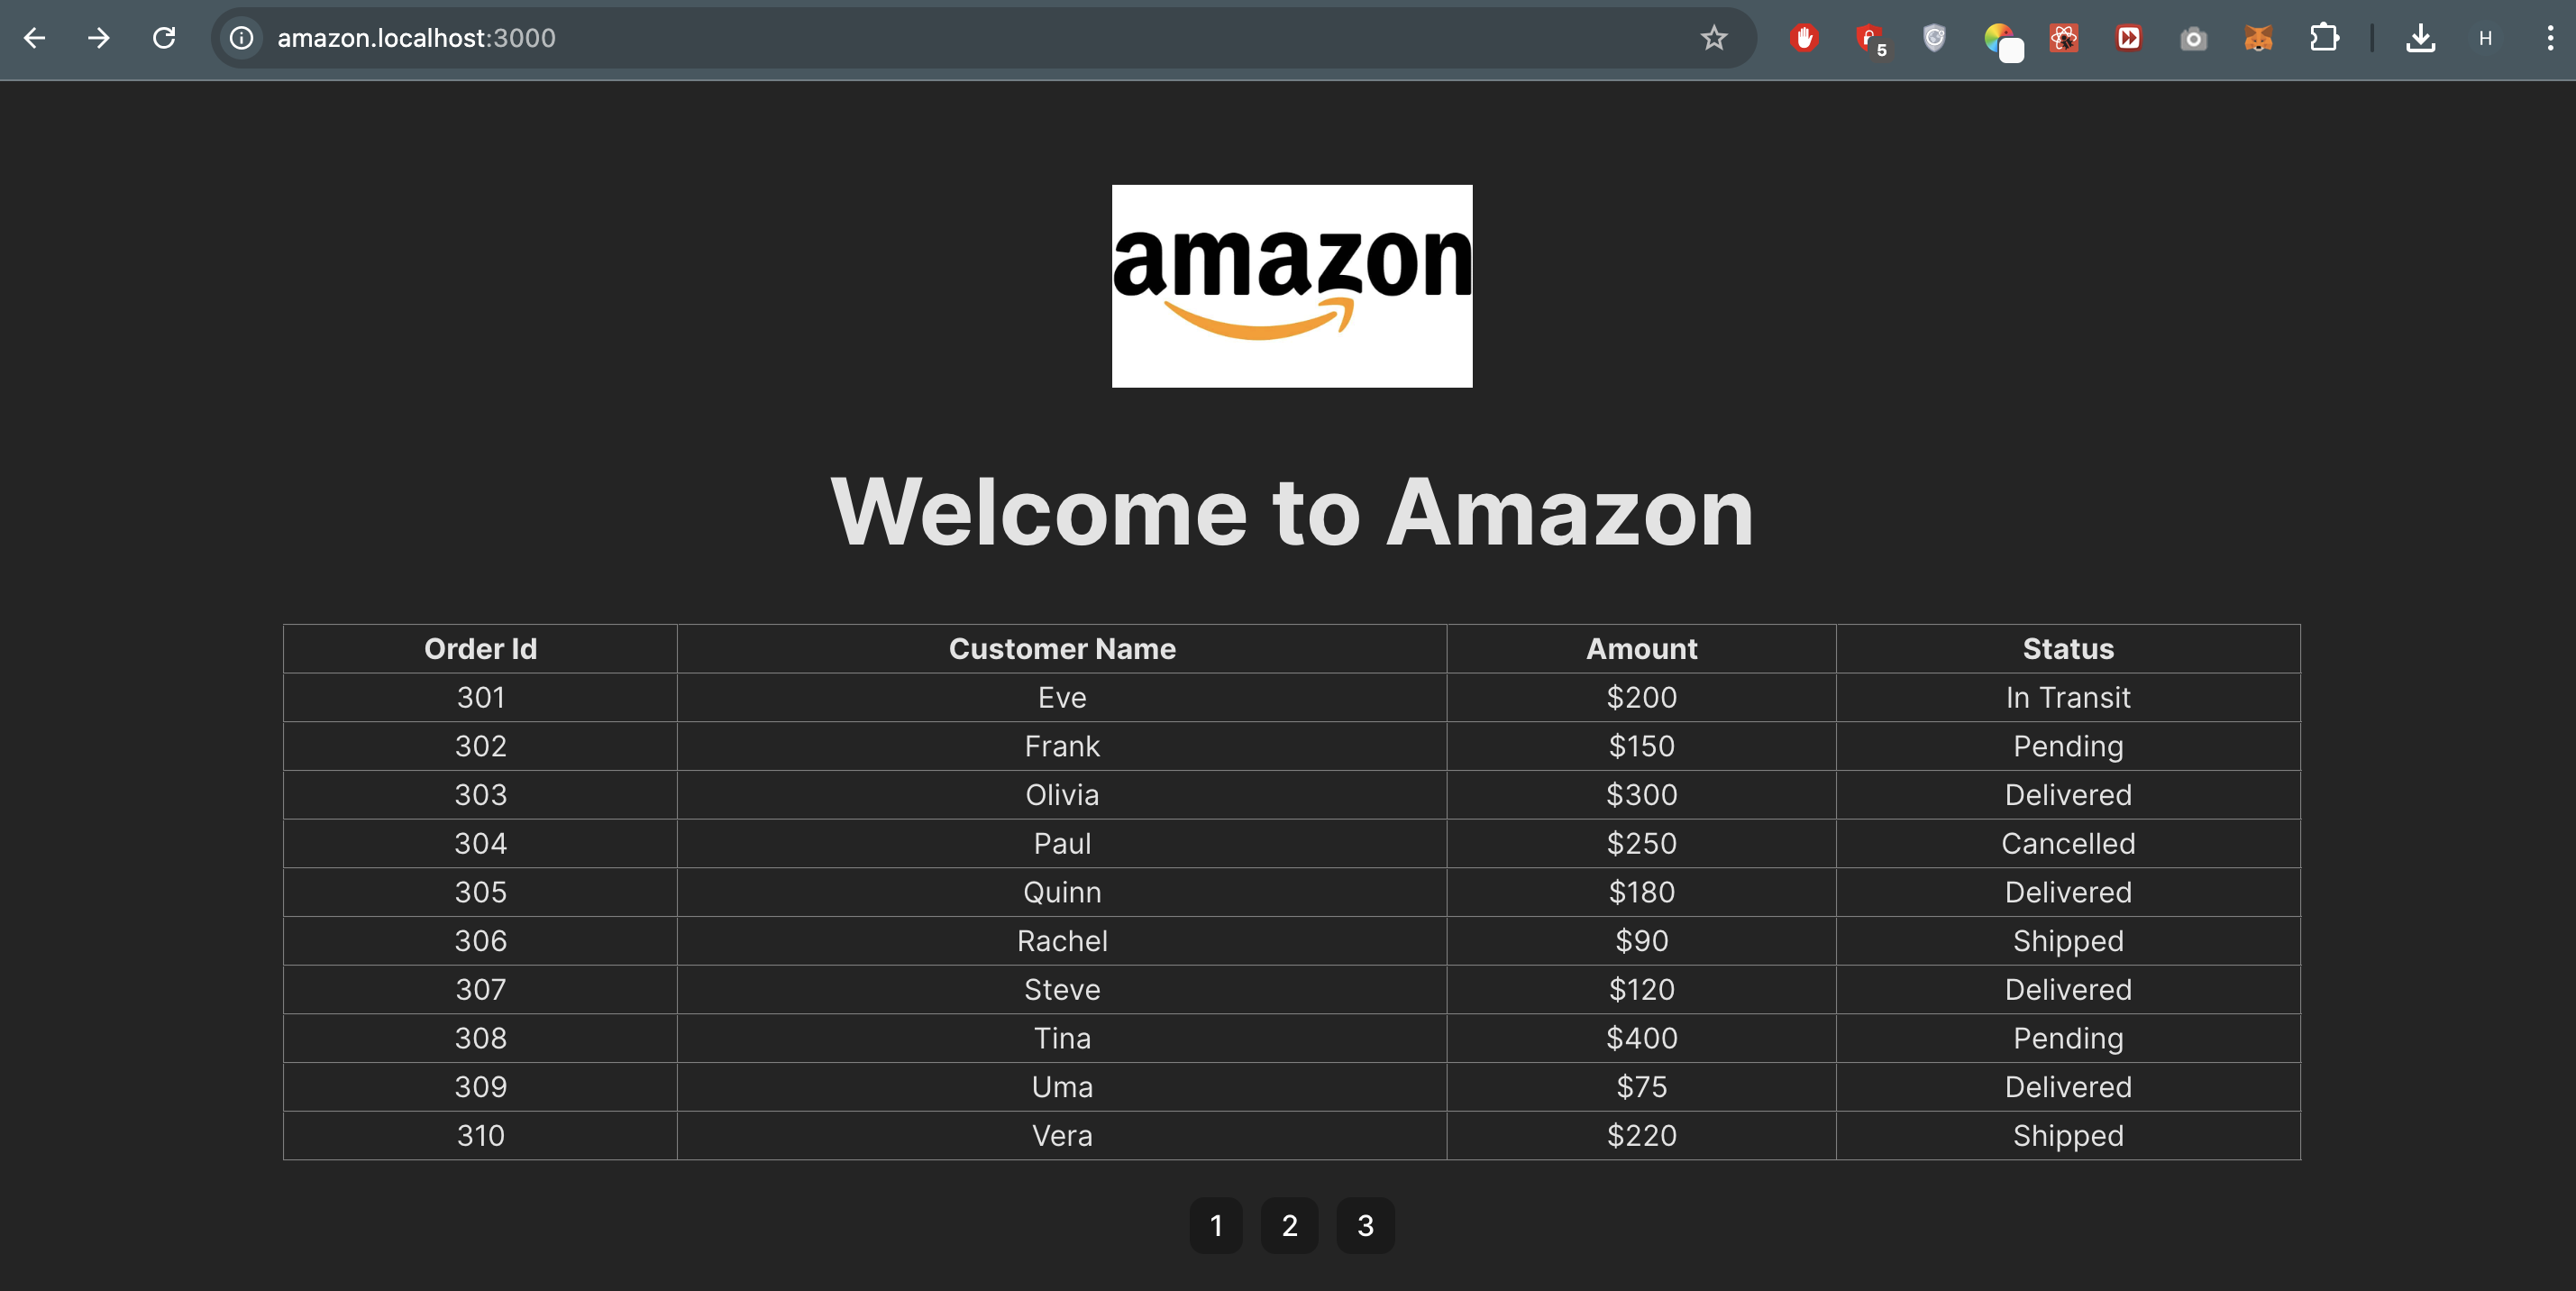 amazon.localhost:3000
5
H
amazon
Welcome to Amazon
Order Id Customer Name Amount Status
301 Eve $200 In Transit
302 Frank $150 Pending
303 Olivia $300 Delivered
304 Paul $250 Cancelled
305 Quinn $180 Delivered
306 Rachel $90 Shipped
307 Steve $120 Delivered
308 Tina $400 Pending
309 Uma $75 Delivered
310 Vera $220 Shipped
1 2 3